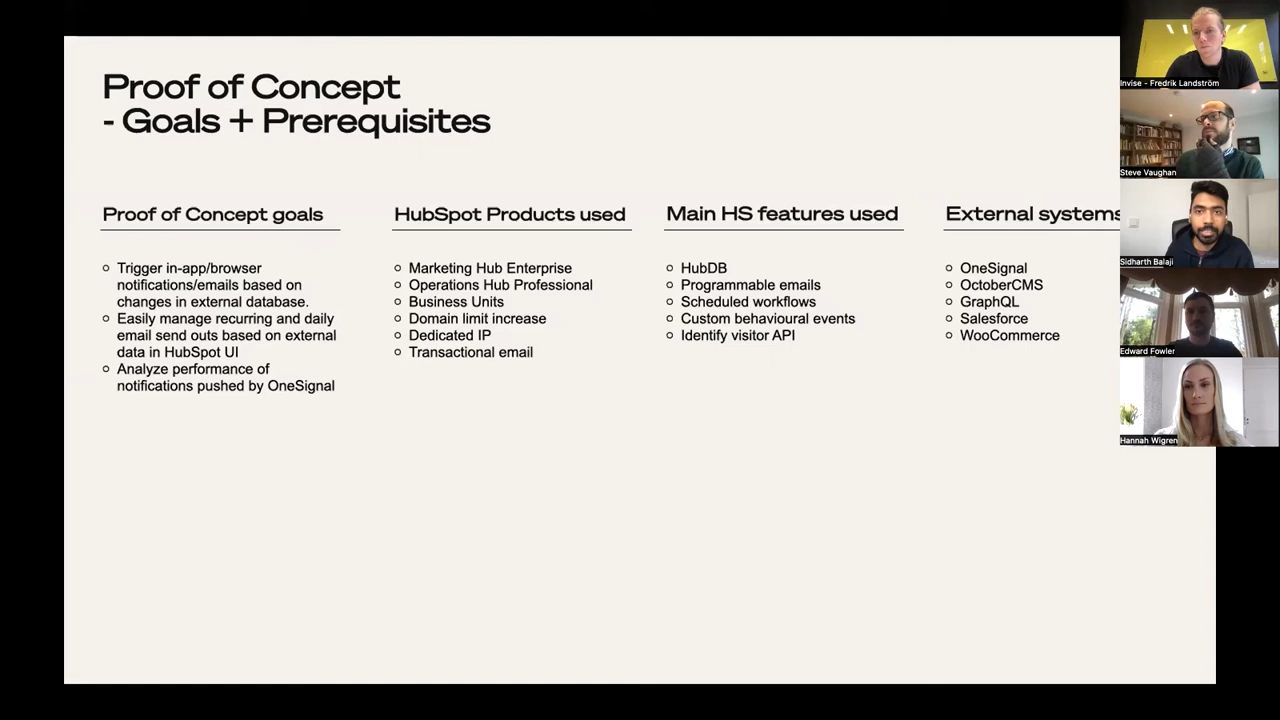 Proof of Concept
- Goals + Prerequisites
Proof of Concept goals
Trigger in-app/browser
notifications/emails based on
changes in external database.
Easily manage recurring and daily
email send outs based on external
data in HubSpot UI
Analyze performance of
notifications pushed by OneSignal
HubSpot Products used
Marketing Hub Enterprise
Operations Hub Professional
Business Units
Domain limit increase
Dedicated IP
Transactional email
Main HS features used
HubDB
Programmable emails
Scheduled workflows
Custom behavioural events
Identify visitor API
External systems
OneSignal
OctoberCMS
GraphQL
Salesforce
WooCommerce
Invise - Fredrik Landström
Steve Vaughan
Sidharth Balaji
Edward Fowler
Hannah Wigren